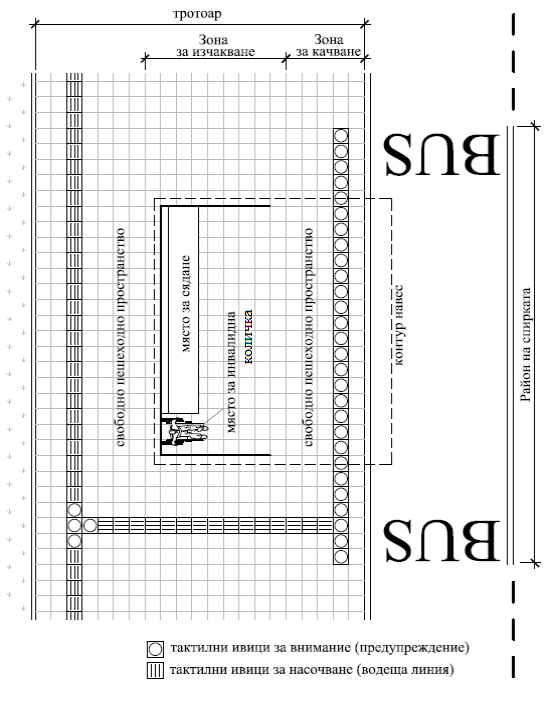 тротоар
Зона
за изчакване
Зона
за качване
BUS
свободно пешеходно пространство
място за сядане
място за инвалидна
количка
свободно пешеходно пространство
контур навес
Район на спирката
BUS
тактилни ивици за внимание (предупреждение)
тактилни ивици за насочване (водеща линия)